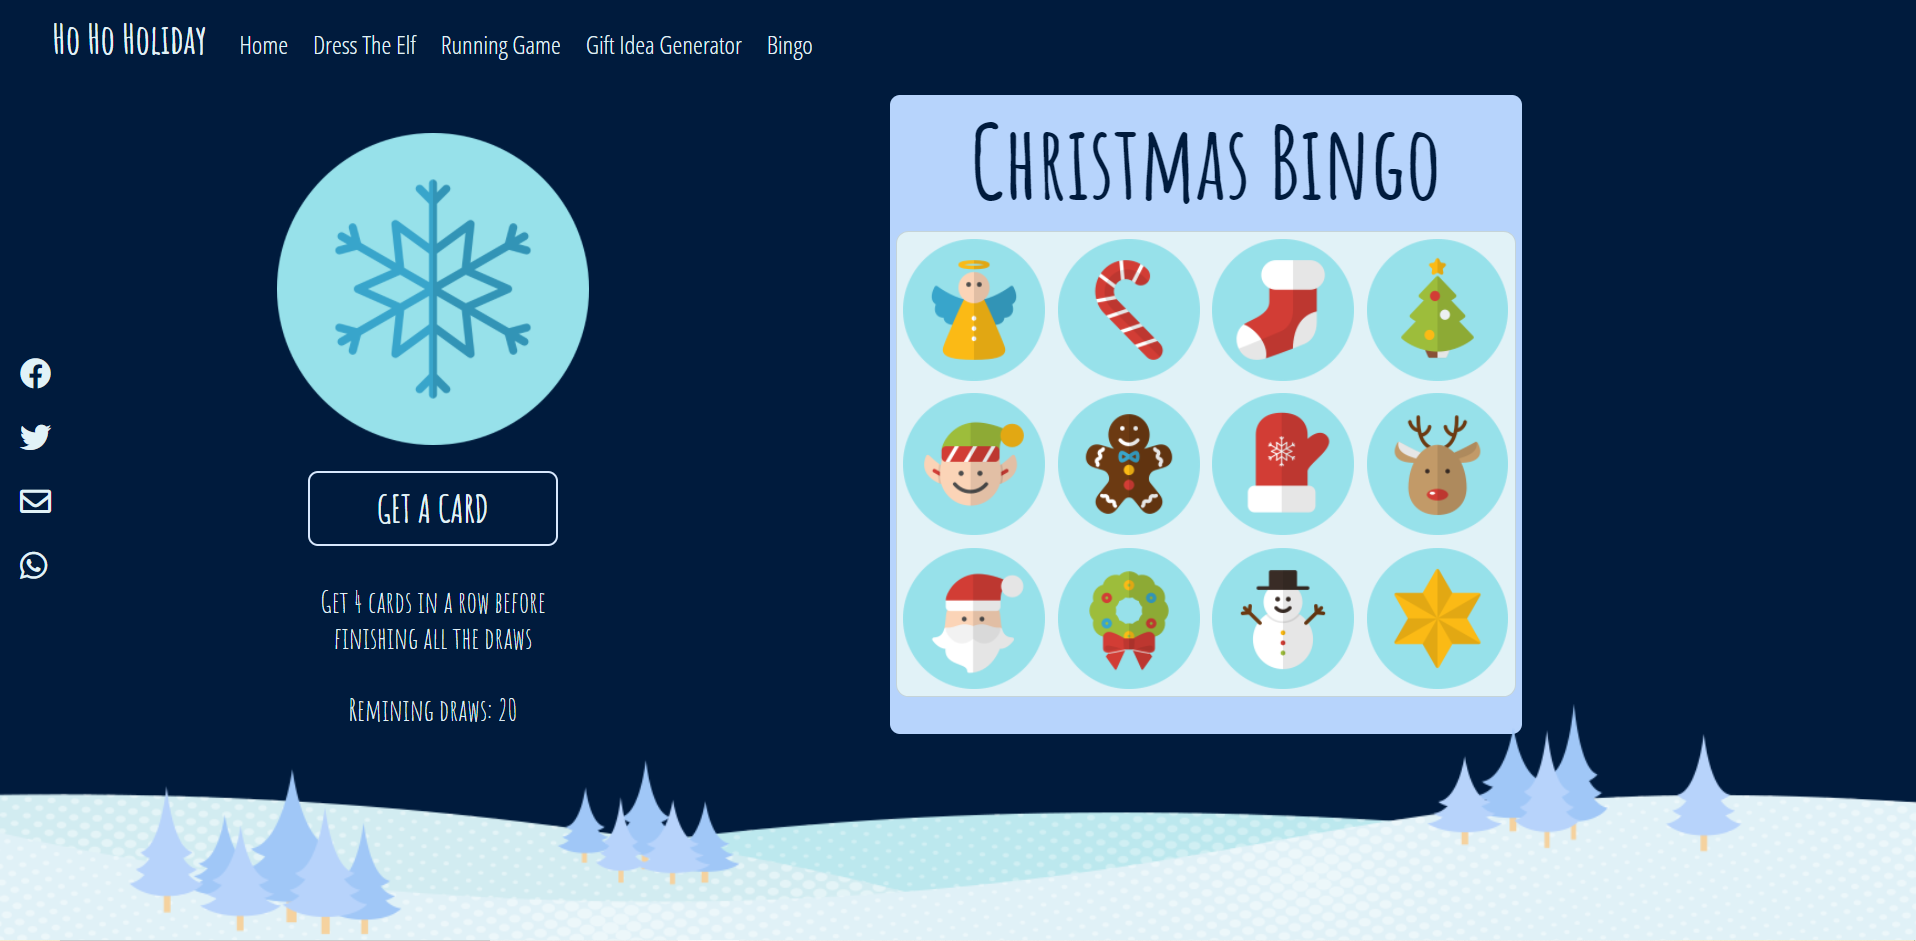 Ho Ho Holiday Home Dress The Elf Running Game Gift Idea Generator Bingo
Christmas Bingo
GET A CARD
Get 4 cards in a row before
finishing all the draws
Remining draws: 20